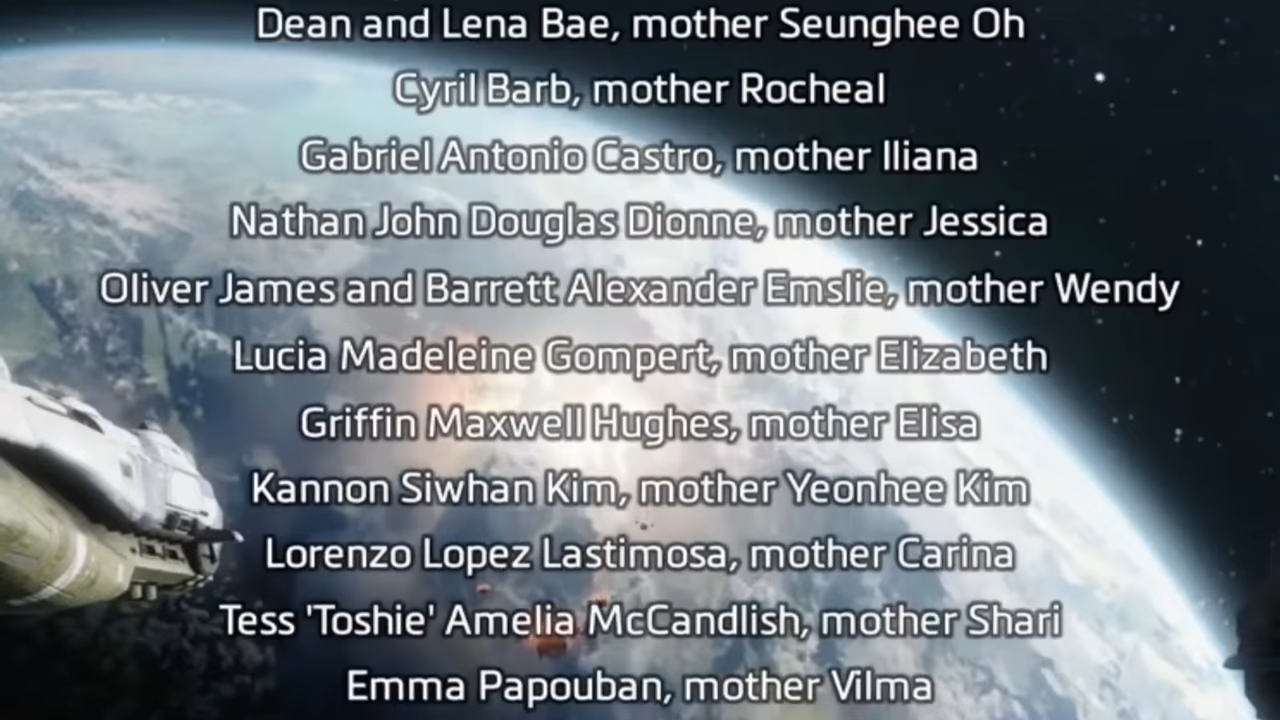 Dean and Lena Bae, mother Seunghee Oh
Cyril Barb, mother Rocheal
Gabriel Antonio Castro, mother Iliana
Nathan John Douglas Dionne, mother Jessica
Oliver James and Barrett Alexander Emslie, mother Wendy
Lucia Madeleine Gompert, mother Elizabeth
Griffin Maxwell Hughes, mother Elisa
Kannon Siwhan Kim, mother Yeonhee Kim
Lorenzo Lopez Lastimosa, mother Carina
Tess 'Toshie' Amelia McCandlish, mother Shari
Emma Papouban, mother Vilma